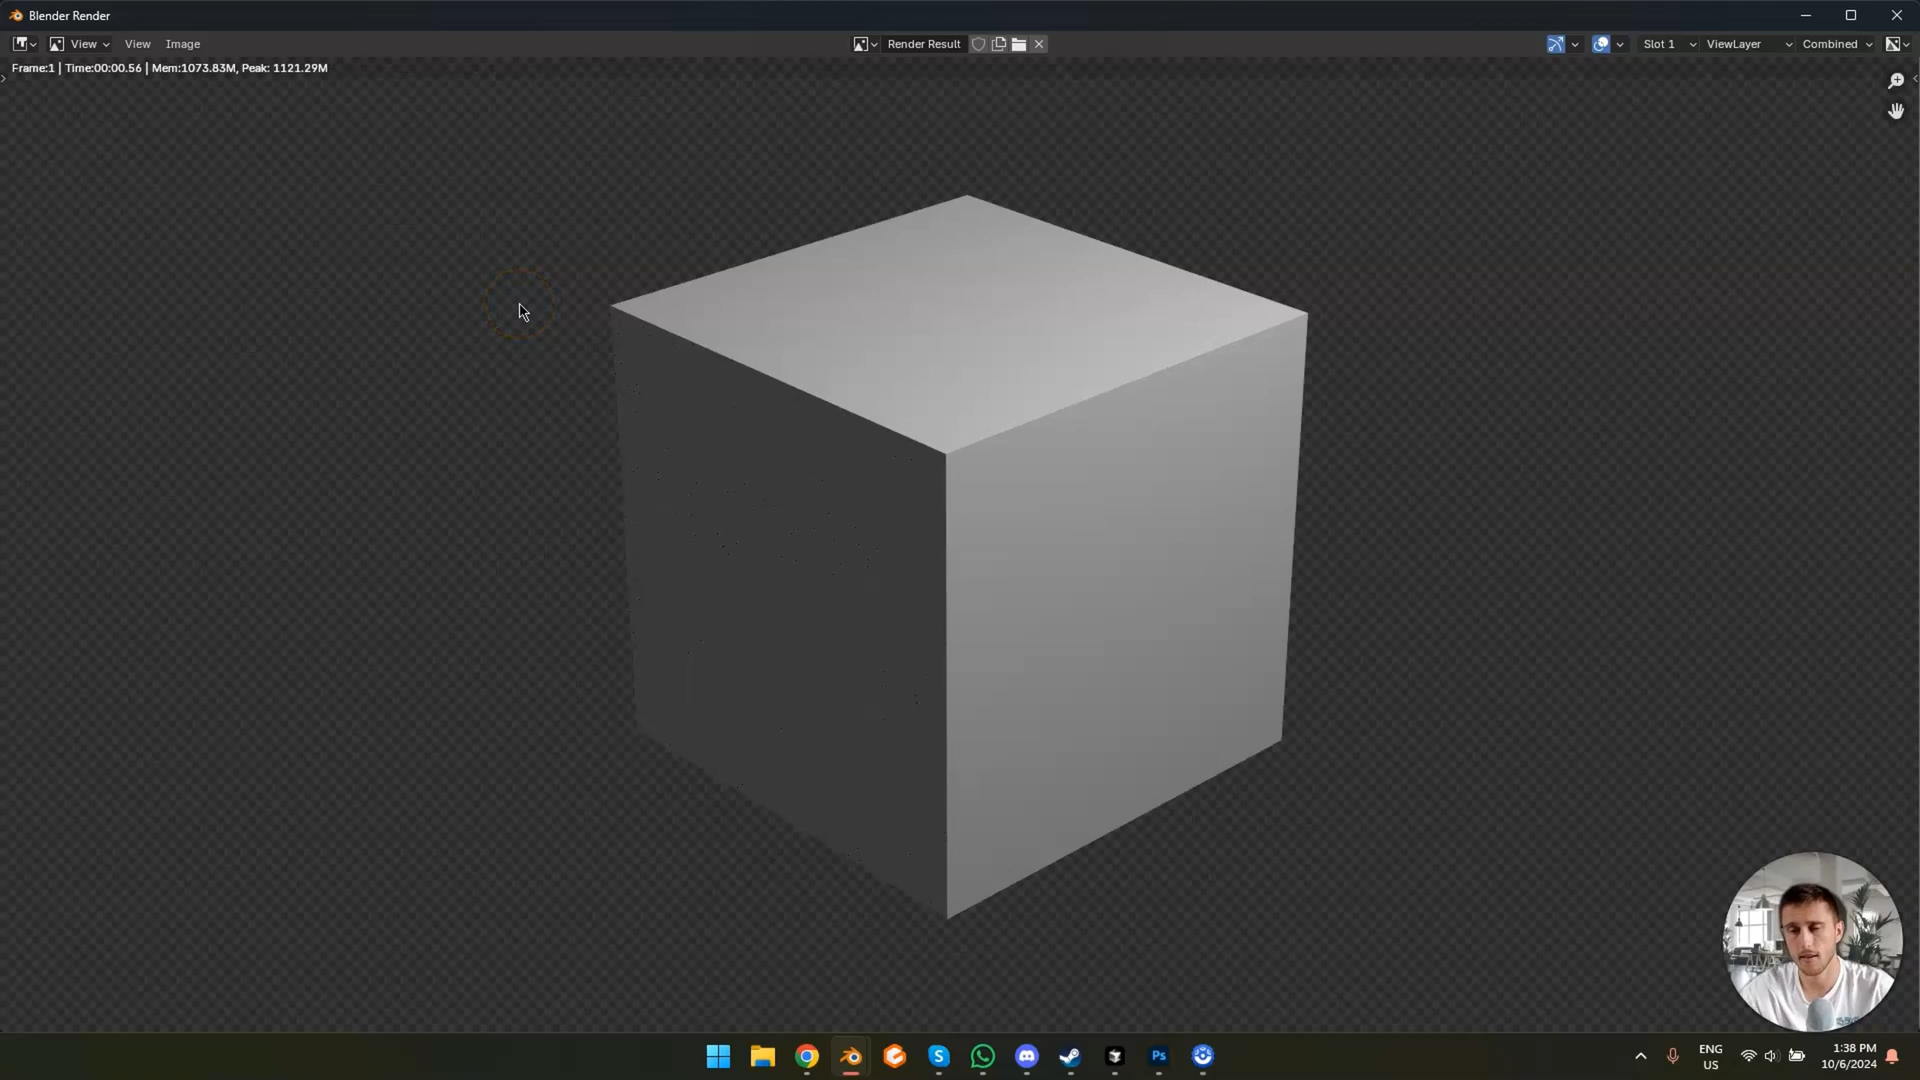 Blender Render
View
View
Image
Render Result
Slot 1
ViewLayer
Combined
Frame:1 | Time:00:00.56 | Mem:1073.83M, Peak: 1121.29M
S
Ps
ENG
US
1:38 PM
10/6/2024